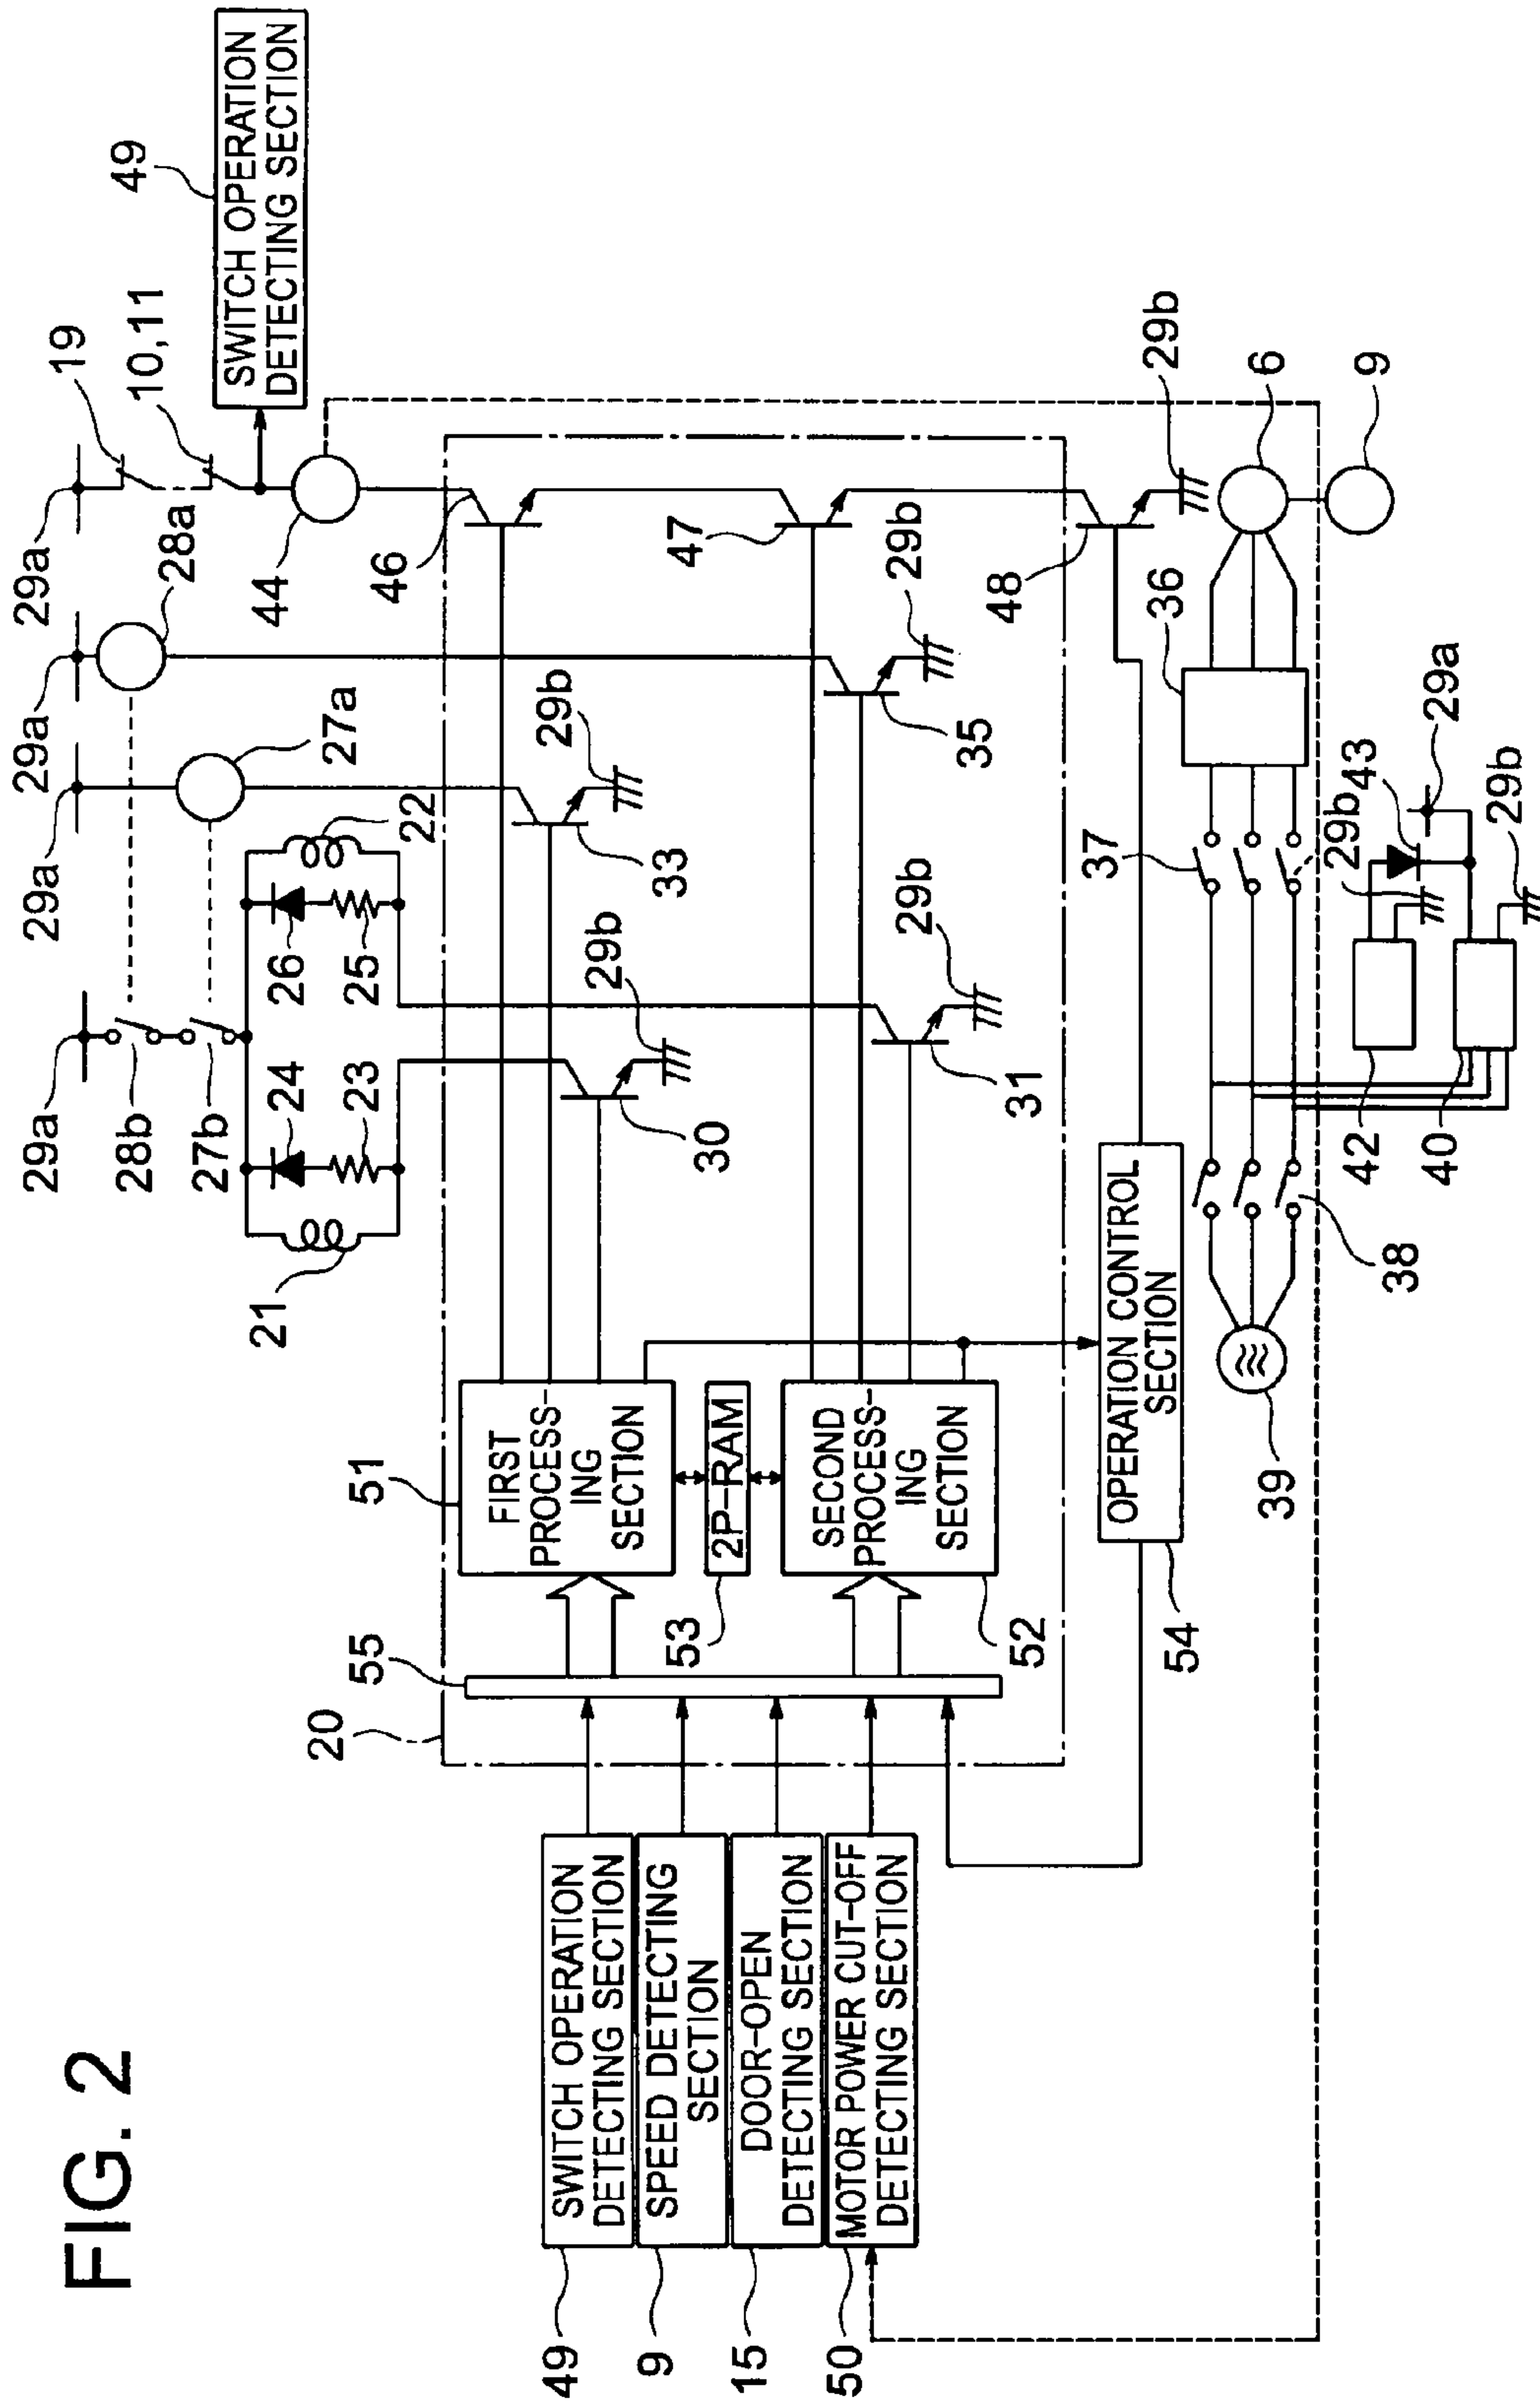 FIG. 2
29a
28b
27b
24
23
26
25
21
22
29a
27a
29a
28a
29a
19
10,11
44
49
SWITCH OPERATION
DETECTING SECTION
20
55
51
FIRST
PROCESS-
ING
SECTION
53
2P-RAM
SECOND
PROCESS-
ING
SECTION
52
30
29b
31
29b
33
29b
35
29b
46
47
48
29b
49
SWITCH OPERATION
DETECTING SECTION
9
SPEED DETECTING
SECTION
15
DOOR-OPEN
DETECTING SECTION
50
MOTOR POWER CUT-OFF
DETECTING SECTION
54
OPERATION CONTROL
SECTION
39
38
37
36
6
9
42
40
29b
43
29a
29b